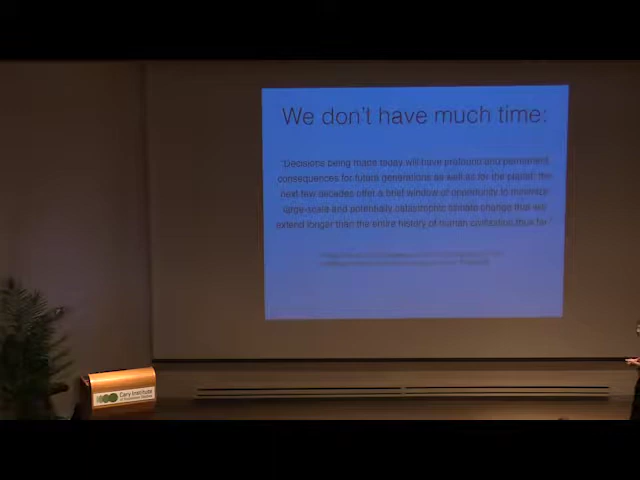 We don't have much time:
"Decisions being made today will have profound and permanent
consequences for future generations as well as for the planet: the
next few decades offer a brief window of opportunity to minimize
large-scale and potentially catastrophic climate change that will
extend longer than the entire history of human civilization thus far."
Cary Institute
of Ecosystem Studies